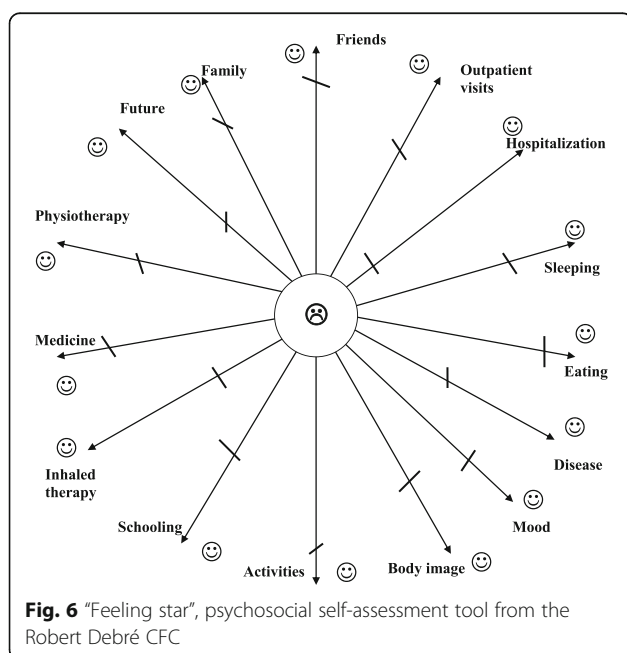 Friends
Family
Outpatient
visits
Future
Hospitalization
Physiotherapy
Sleeping
Medicine
Eating
Disease
Inhaled
therapy
Mood
Schooling
Activities
Body image
Fig. 6 “Feeling star”, psychosocial self-assessment tool from the
Robert Debré CFC